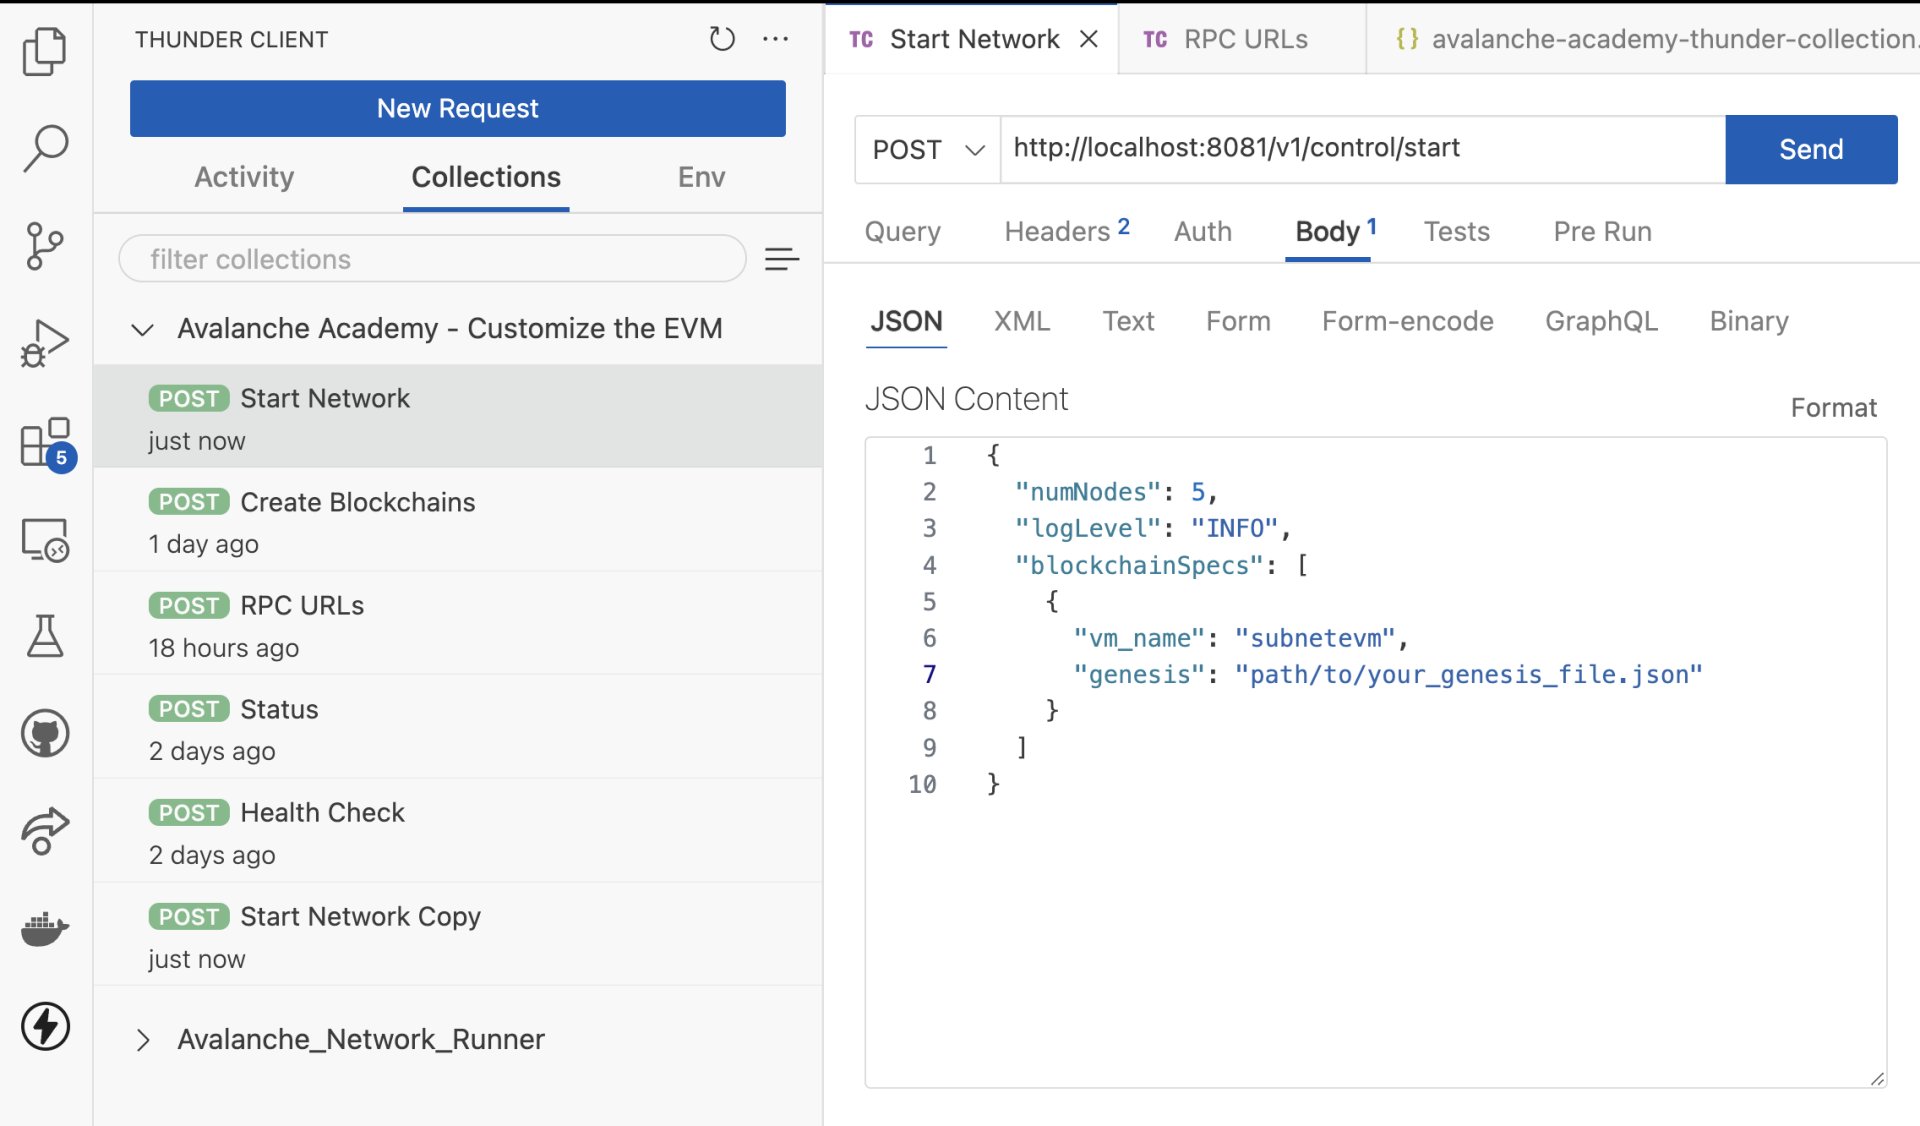 THUNDER CLIENT
New Request
Activity Collections Env
filter collections
Avalanche Academy - Customize the EVM
POST Start Network
just now
POST Create Blockchains
1 day ago
POST RPC URLs
18 hours ago
POST Status
2 days ago
POST Health Check
2 days ago
POST Start Network Copy
just now
Avalanche_Network_Runner
5
TC Start Network TC RPC URLs {} avalanche-academy-thunder-collection.
POST http://localhost:8081/v1/control/start Send
Query Headers 2 Auth Body 1 Tests Pre Run
JSON XML Text Form Form-encode GraphQL Binary
JSON Content
Format
1 {
2 "numNodes": 5,
3 "logLevel": "INFO",
4 "blockchainSpecs": [
5 {
6 "vm_name": "subnetevm",
7 "genesis": "path/to/your_genesis_file.json"
8 }
9 ]
10 }